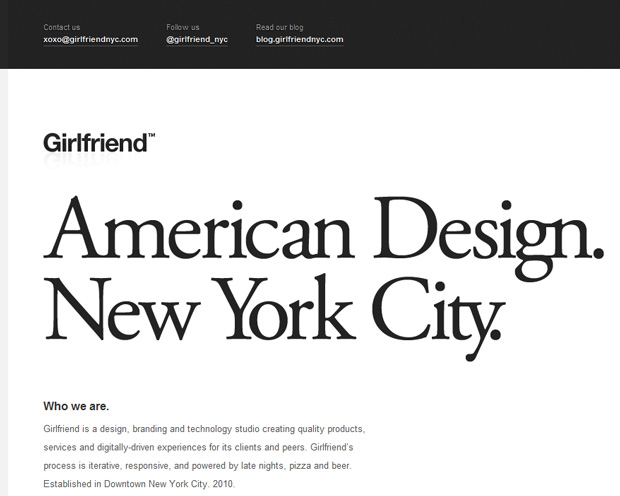 Contact us
xoxo@girlfriendnyc.com
Follow us
@girlfriend_nyc
Read our blog
blog.girlfriendnyc.com
Girlfriend™
American Design.
New York City.
Who we are.
Girlfriend is a design, branding and technology studio creating quality products,
services and digitally-driven experiences for its clients and peers. Girlfriend's
process is iterative, responsive, and powered by late nights, pizza and beer.
Established in Downtown New York City. 2010.